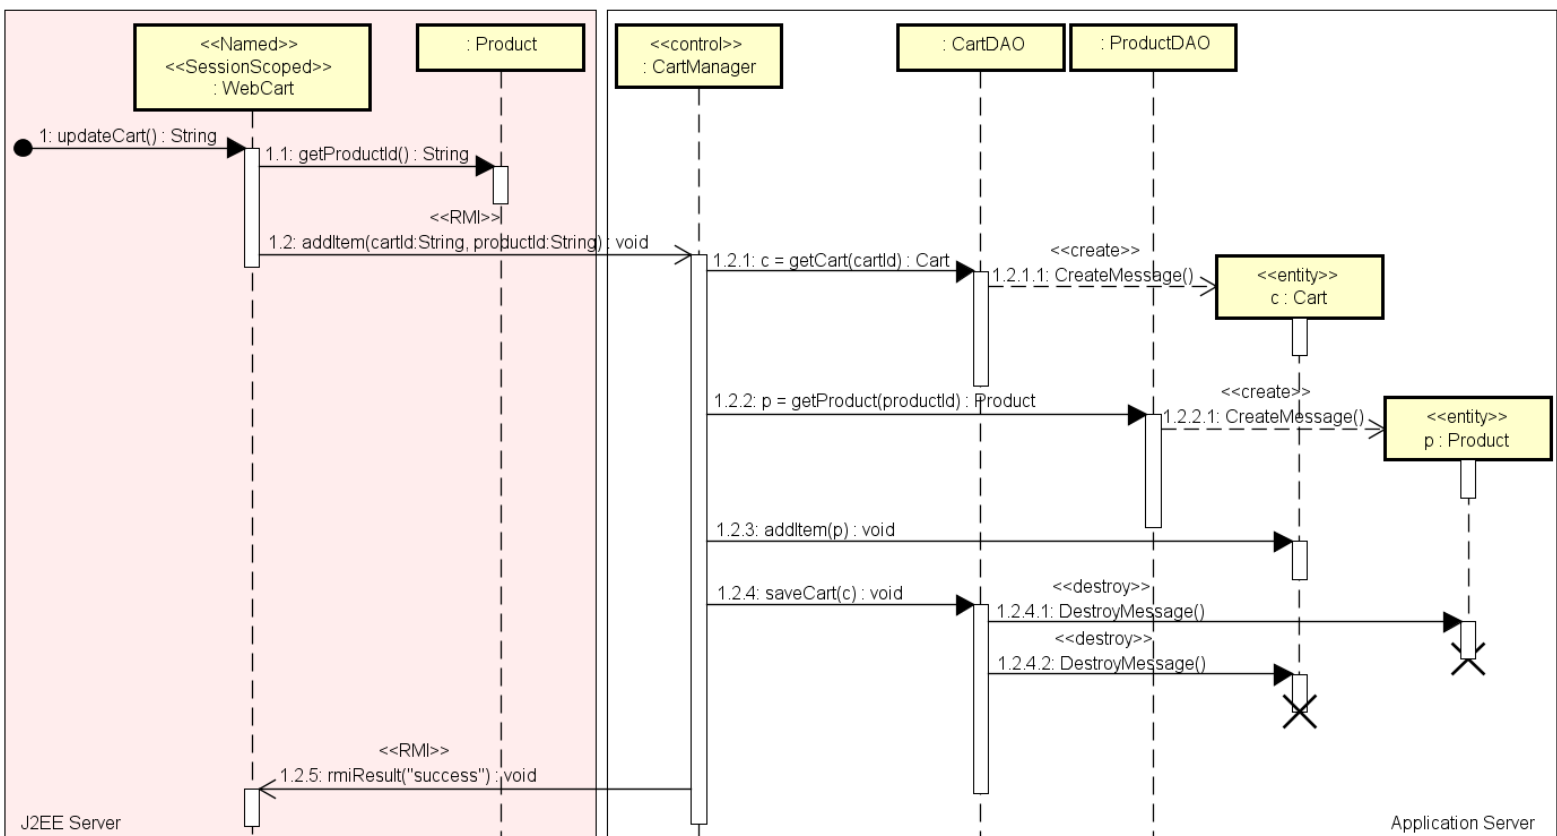 <<Named>>
<<SessionScoped>>
: WebCart
: Product
<<control>>
: CartManager
: CartDAO
: ProductDAO
1: updateCart() : String
1.1: getProductId() : String
<<RMI>>
1.2: addItem(cartId:String, productId:String) : void
1.2.1: c = getCart(cartId) : Cart
<<create>>
1.2.1.1: CreateMessage()
<<entity>>
c : Cart
1.2.2: p = getProduct(productId) : Product
<<create>>
1.2.2.1: CreateMessage()
<<entity>>
p : Product
1.2.3: addItem(p) : void
1.2.4: saveCart(c) : void
<<destroy>>
1.2.4.1: DestroyMessage()
<<destroy>>
1.2.4.2: DestroyMessage()
<<RMI>>
1.2.5: rmiResult("success") : void
J2EE Server
Application Server